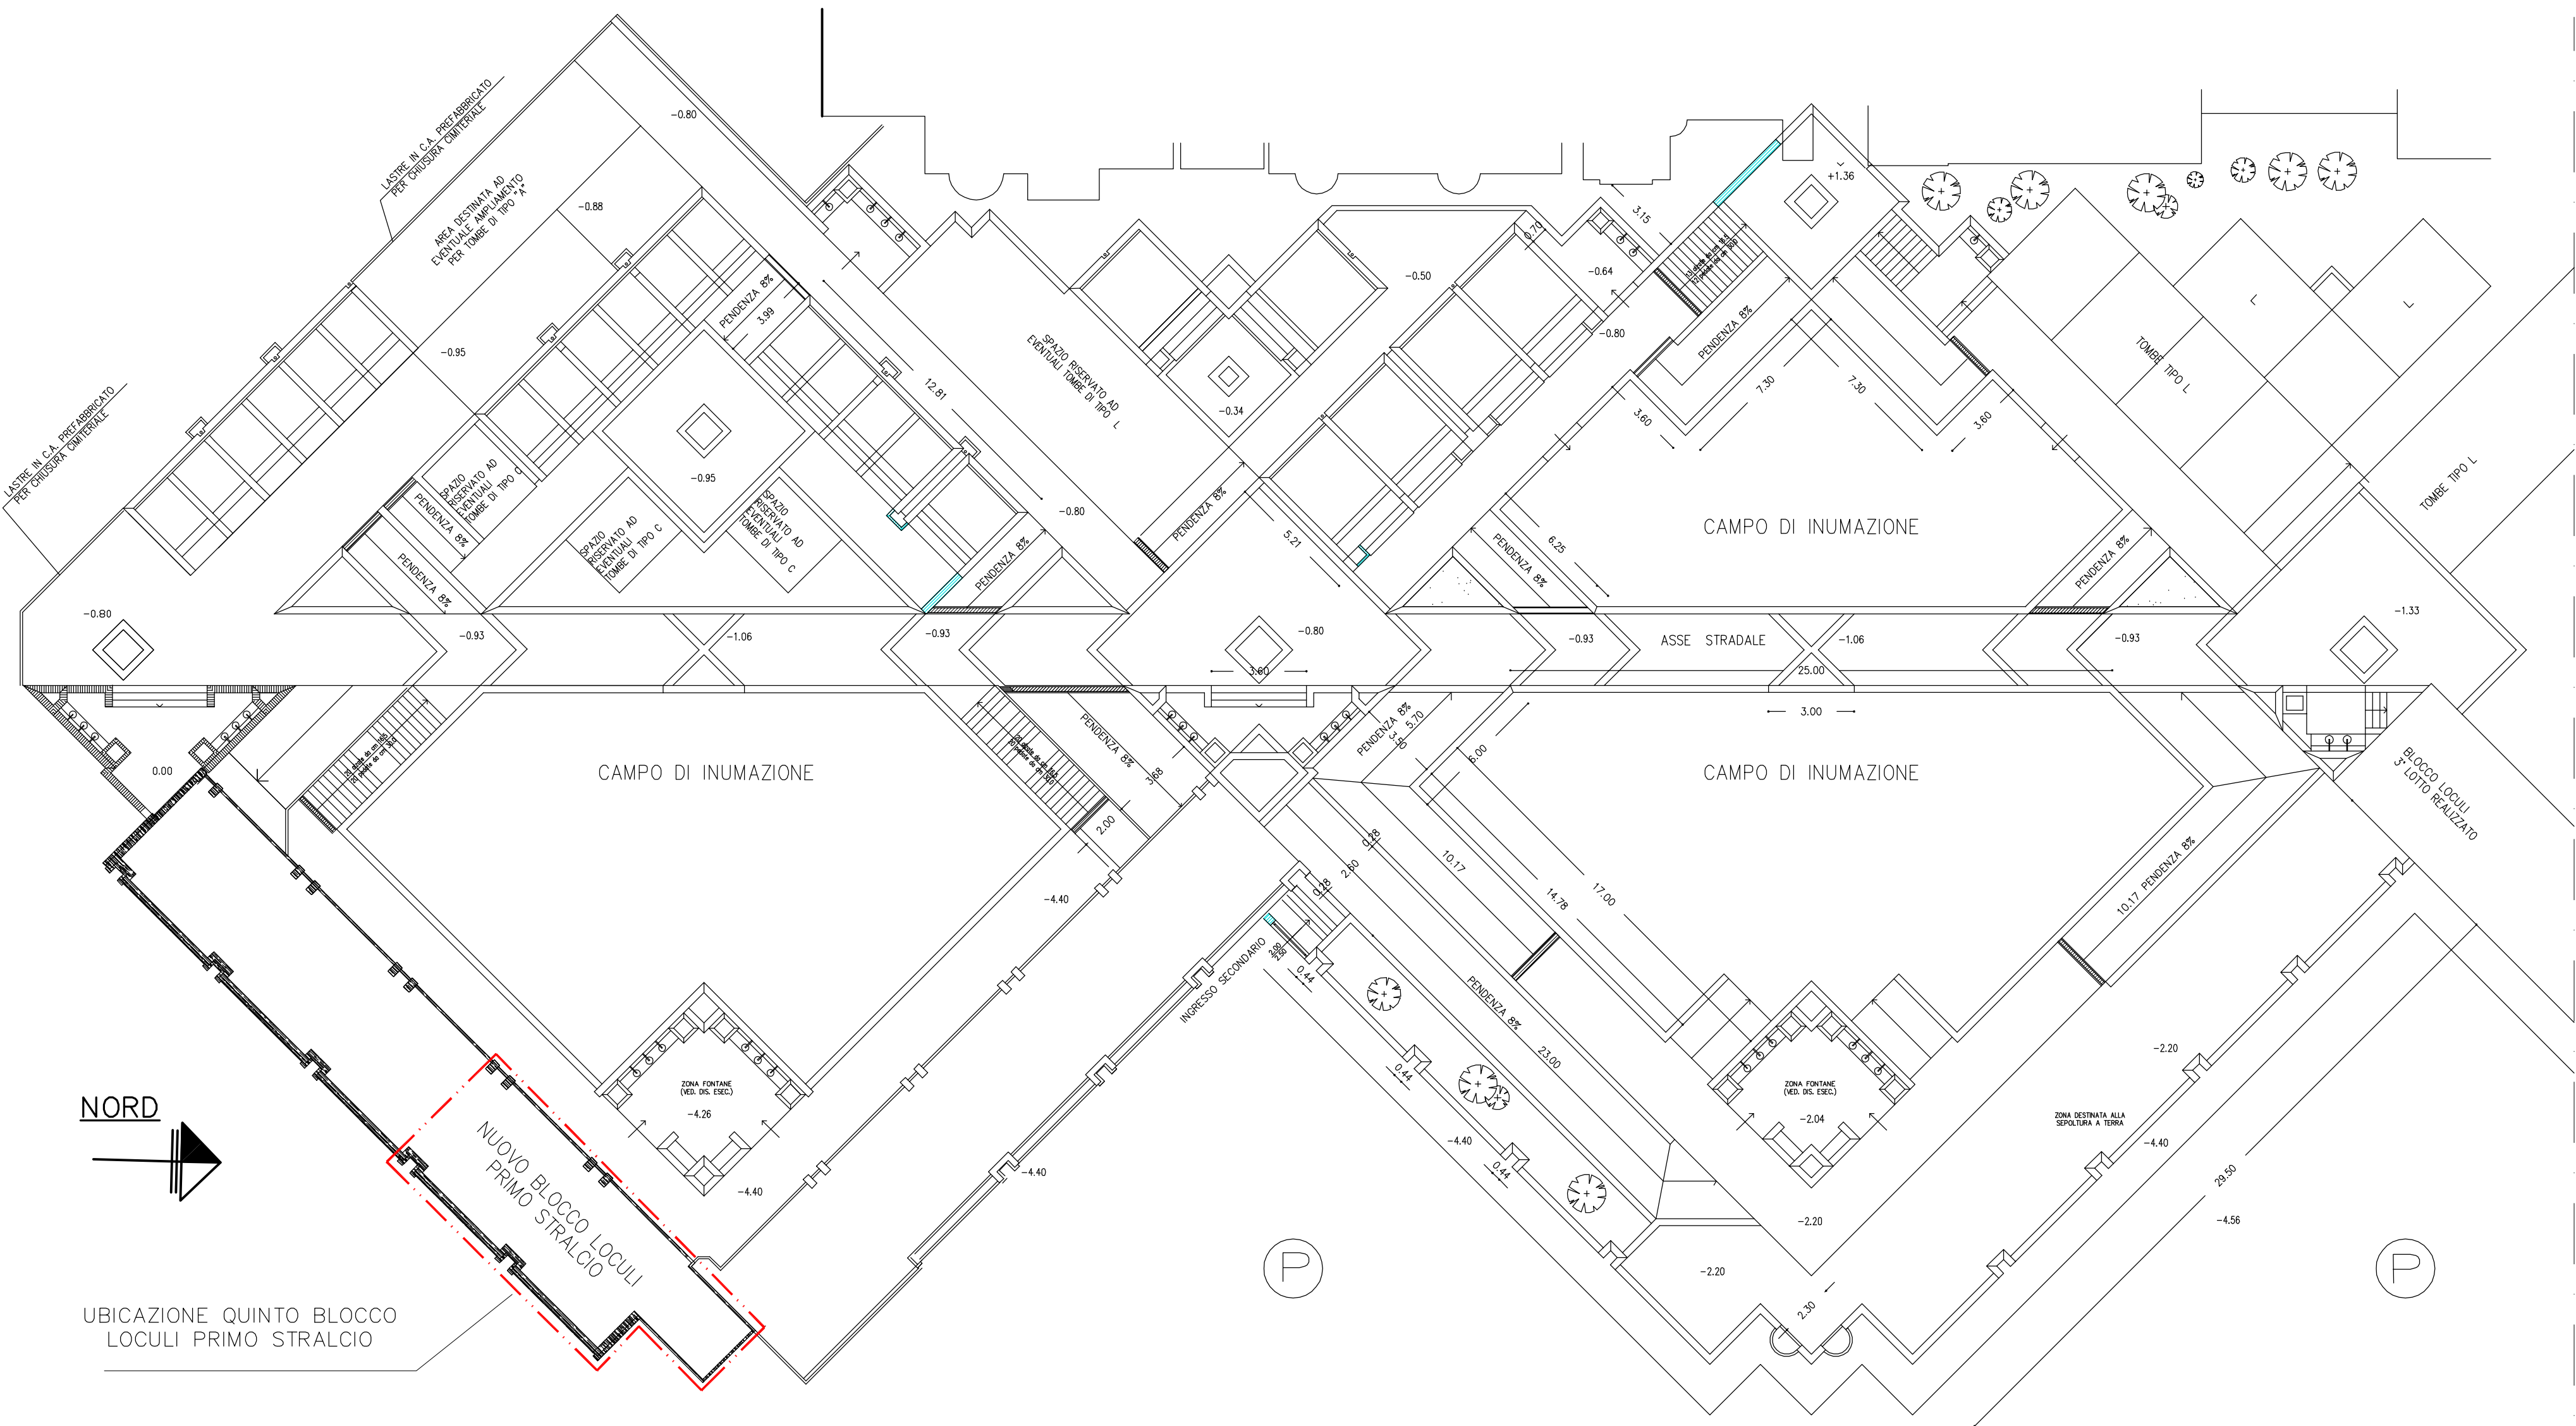 LASTRE IN C.A. PREFABBRICATO
PER CHIUSURA CIMITERIALE
LASTRE IN C.A. PREFABBRICATO
PER CHIUSURA CIMITERIALE
AREA DESTINATA AD
EVENTUALE AMPLIAMENTO
PER TOMBE DI TIPO "A"
-0.80
-0.88
-0.95
PENDENZA 8%
3.99
12.81
SPAZIO RISERVATO AD
EVENTUALI TOMBE DI TIPO L
-0.34
-0.50
0.70
-0.64
3.15
-0.80
+1.36
PENDENZA 8%
7.30
7.30
3.60
3.60
TOMBE TIPO L
L
L
TOMBE TIPO L
SPAZIO
RISERVATO AD
EVENTUALI
TOMBE DI TIPO C
PENDENZA 8%
PENDENZA 8%
SPAZIO
RISERVATO AD
EVENTUALI
TOMBE DI TIPO C
-0.95
SPAZIO
RISERVATO AD
EVENTUALI
TOMBE DI TIPO C
PENDENZA 8%
-0.80
PENDENZA 8%
5.21
PENDENZA 8%
6.25
CAMPO DI INUMAZIONE
PENDENZA 8%
-0.80
-0.93
-1.06
-0.93
-0.80
3.60
-0.93
ASSE STRADALE
-1.06
25.00
-0.93
-1.33
3.00
0.00
CAMPO DI INUMAZIONE
PENDENZA 8%
3.68
2.00
PENDENZA 8%
5.70
3.50
6.00
CAMPO DI INUMAZIONE
BLOCCO LOCULI
3° LOTTO REALIZZATO
-4.40
0.28
2.60
0.28
10.17
14.78
17.00
10.17 PENDENZA 8%
INGRESSO SECONDARIO
2.00
2.50
0.44
PENDENZA 8%
23.00
0.44
0.44
-4.40
ZONA FONTANE
(VED. DIS. ESEC.)
-4.26
-4.40
-4.40
ZONA FONTANE
(VED. DIS. ESEC.)
-2.04
-2.20
ZONA DESTINATA ALLA
SEPOLTURA A TERRA
-4.40
29.50
-4.56
-2.20
-2.20
2.30
NORD
NUOVO BLOCCO LOCULI
PRIMO STRALCIO
P
P
UBICAZIONE QUINTO BLOCCO
LOCULI PRIMO STRALCIO